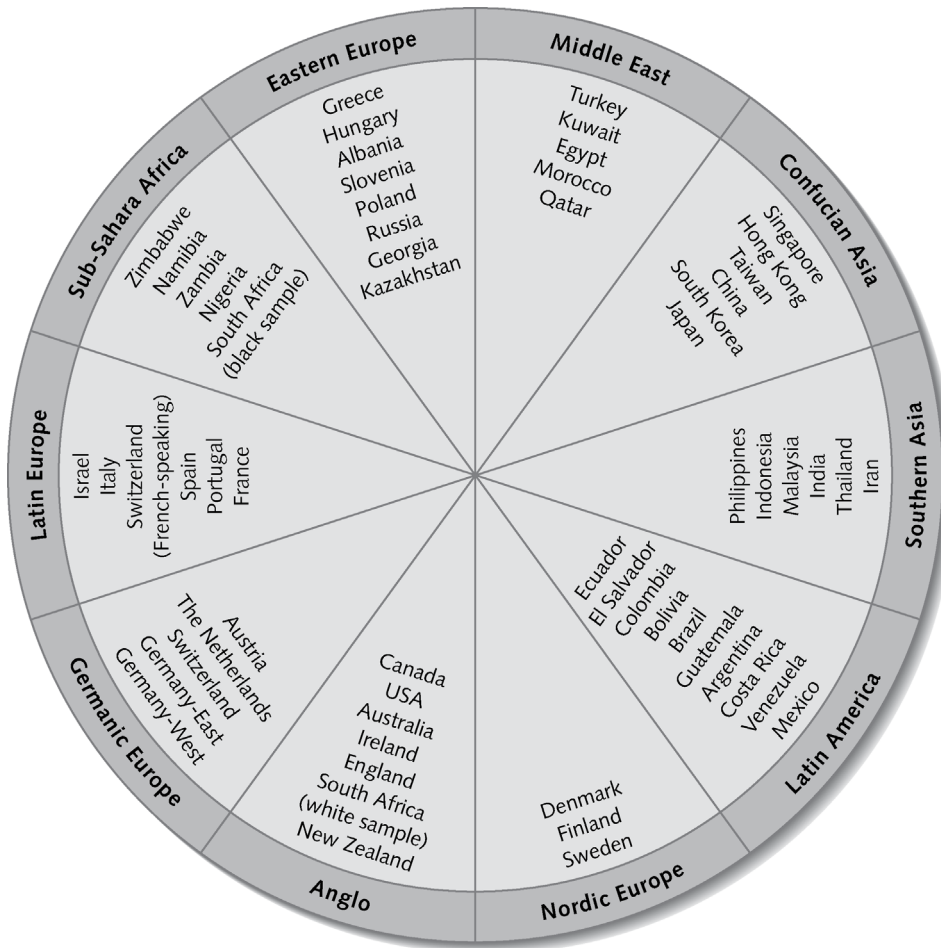 Eastern Europe
Greece
Hungary
Albania
Slovenia
Poland
Russia
Georgia
Kazakhstan
Middle East
Turkey
Kuwait
Egypt
Morocco
Qatar
Confucian Asia
Singapore
Hong Kong
Taiwan
China
South Korea
Japan
Southern Asia
Philippines
Indonesia
Malaysia
India
Thailand
Iran
Latin America
Ecuador
El Salvador
Colombia
Bolivia
Brazil
Guatemala
Argentina
Costa Rica
Venezuela
Mexico
Nordic Europe
Denmark
Finland
Sweden
Anglo
Canada
USA
Australia
Ireland
England
South Africa
(white sample)
New Zealand
Germanic Europe
Austria
The Netherlands
Switzerland
Germany-East
Germany-West
Latin Europe
Israel
Italy
Switzerland
(French-speaking)
Spain
Portugal
France
Sub-Sahara Africa
Zimbabwe
Namibia
Zambia
Nigeria
South Africa
(black sample)